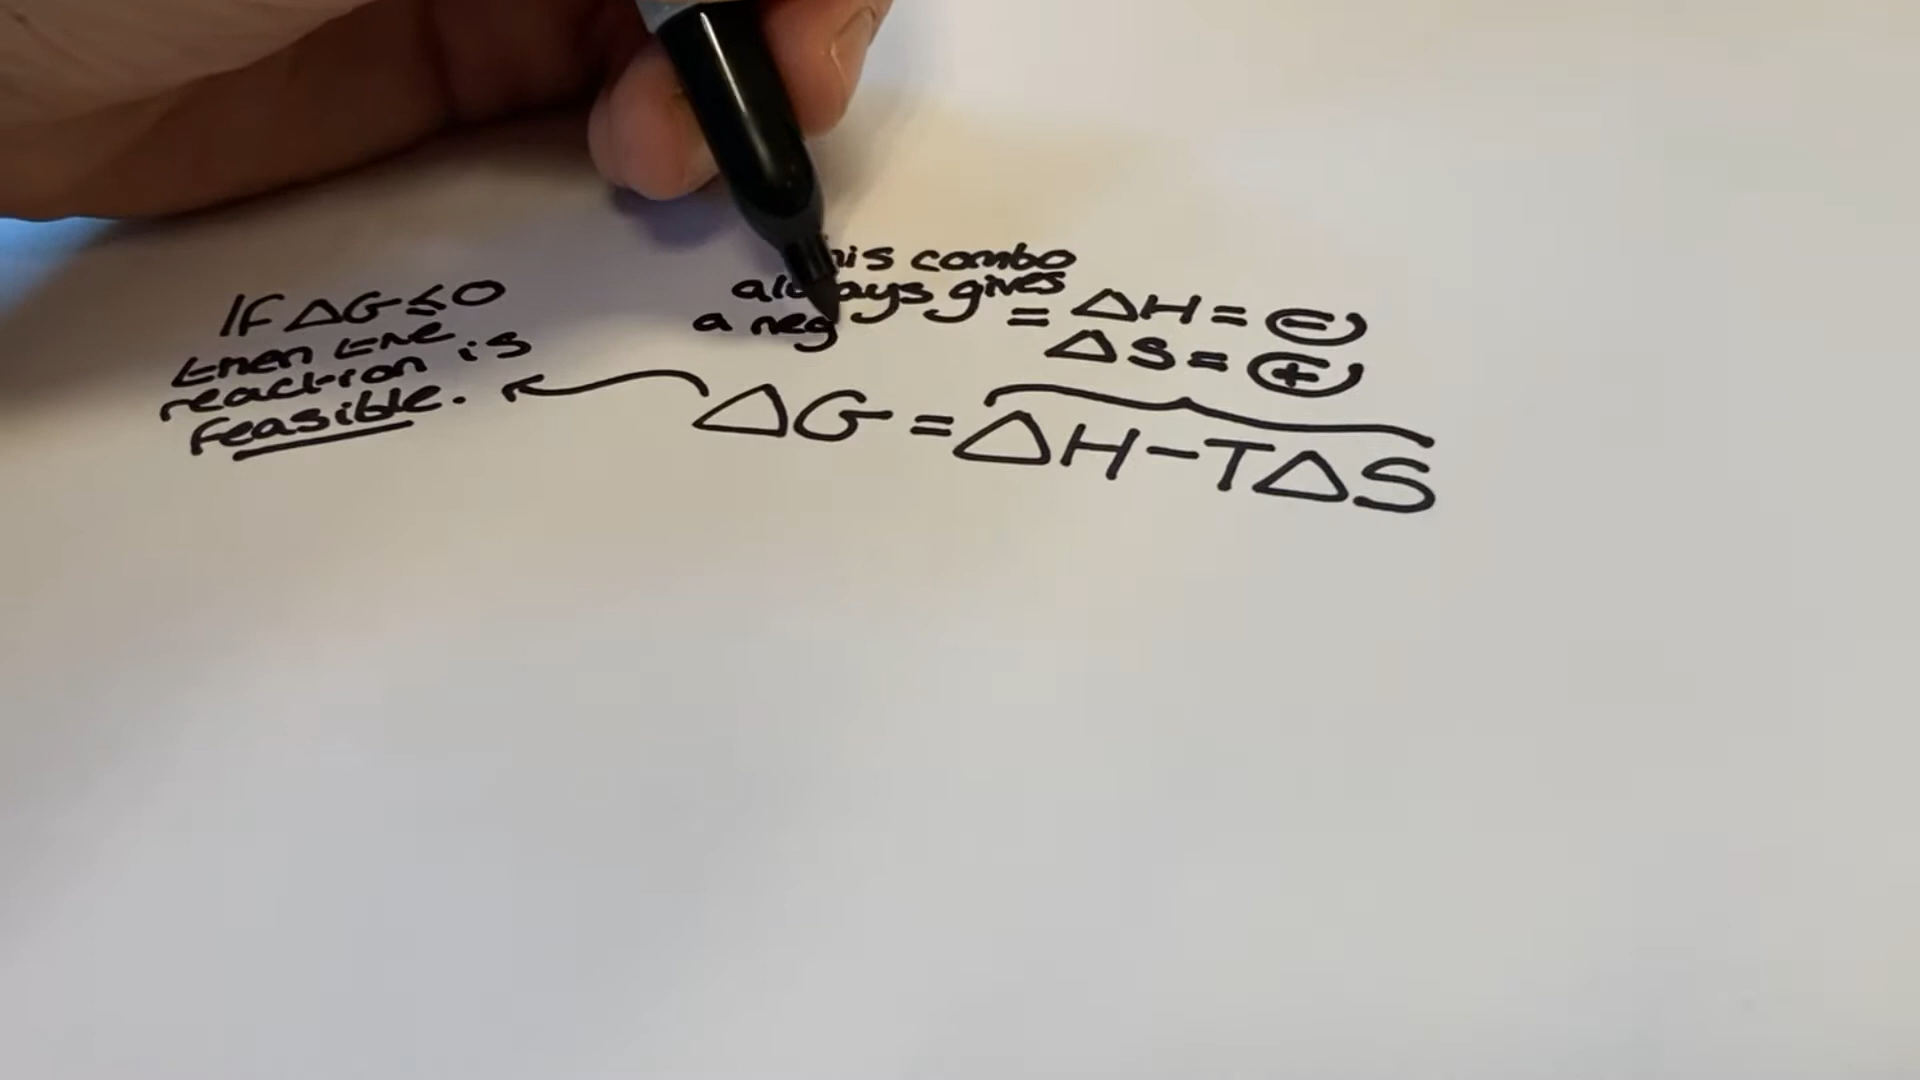 If ΔG≤0
then the
reaction is
feasible.
his combo
always gives
a neg
= ΔH = ⊖
ΔS = ⊕
ΔG = ΔH-TΔS